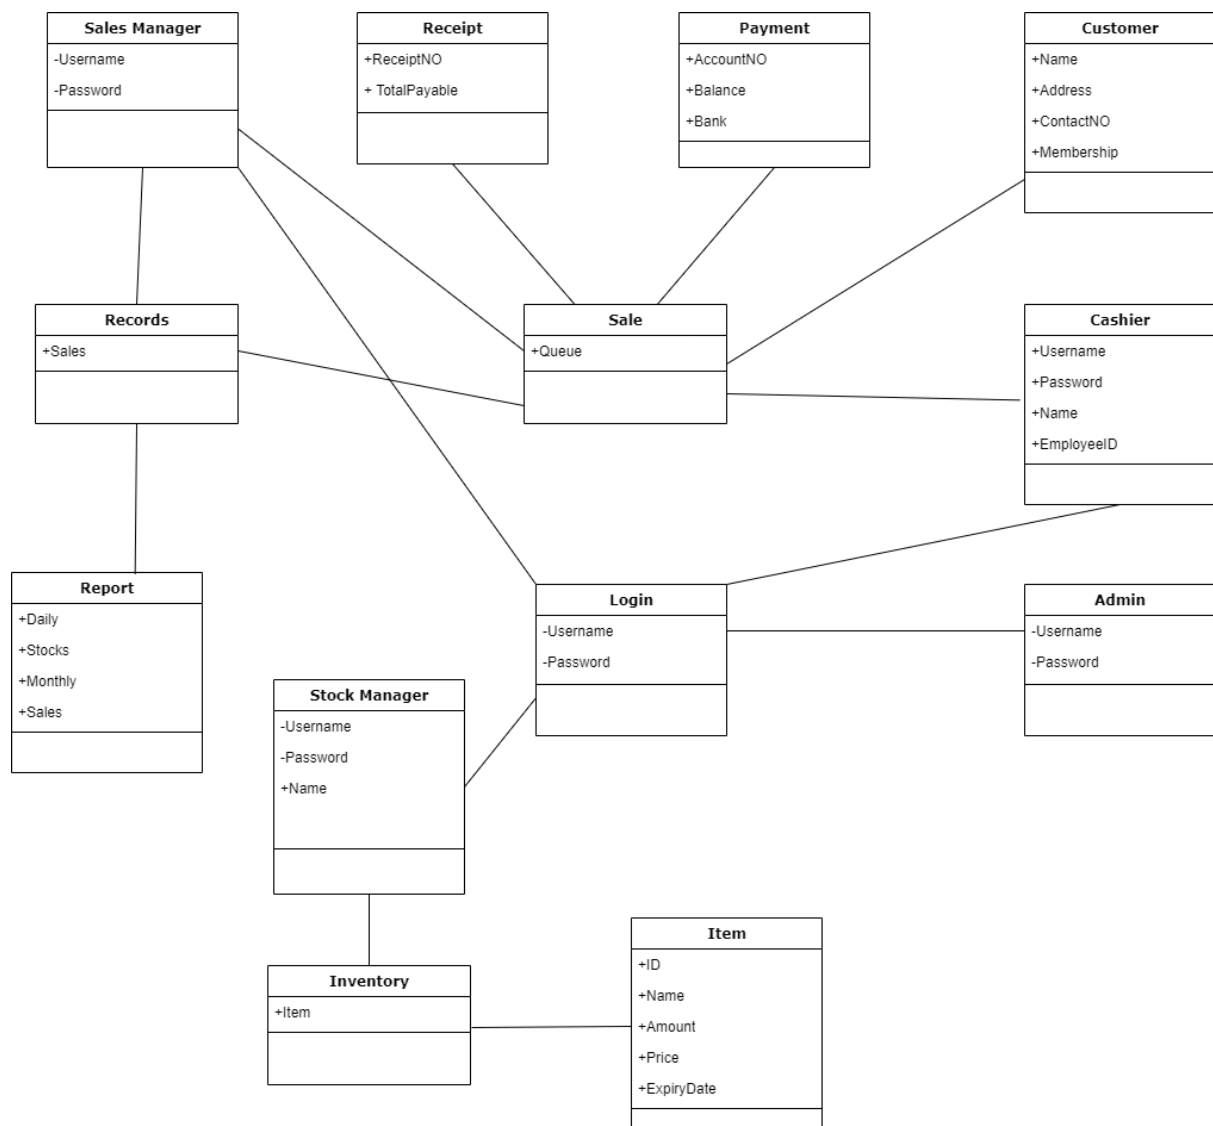 Sales Manager
-Username
-Password
Receipt
+ReceiptNO
+ TotalPayable
Payment
+AccountNO
+Balance
+Bank
Customer
+Name
+Address
+ContactNO
+Membership
Records
+Sales
Sale
+Queue
Cashier
+Username
+Password
+Name
+EmployeeID
Report
+Daily
+Stocks
+Monthly
+Sales
Login
-Username
-Password
Admin
-Username
-Password
Stock Manager
-Username
-Password
+Name
Inventory
+Item
Item
+ID
+Name
+Amount
+Price
+ExpiryDate